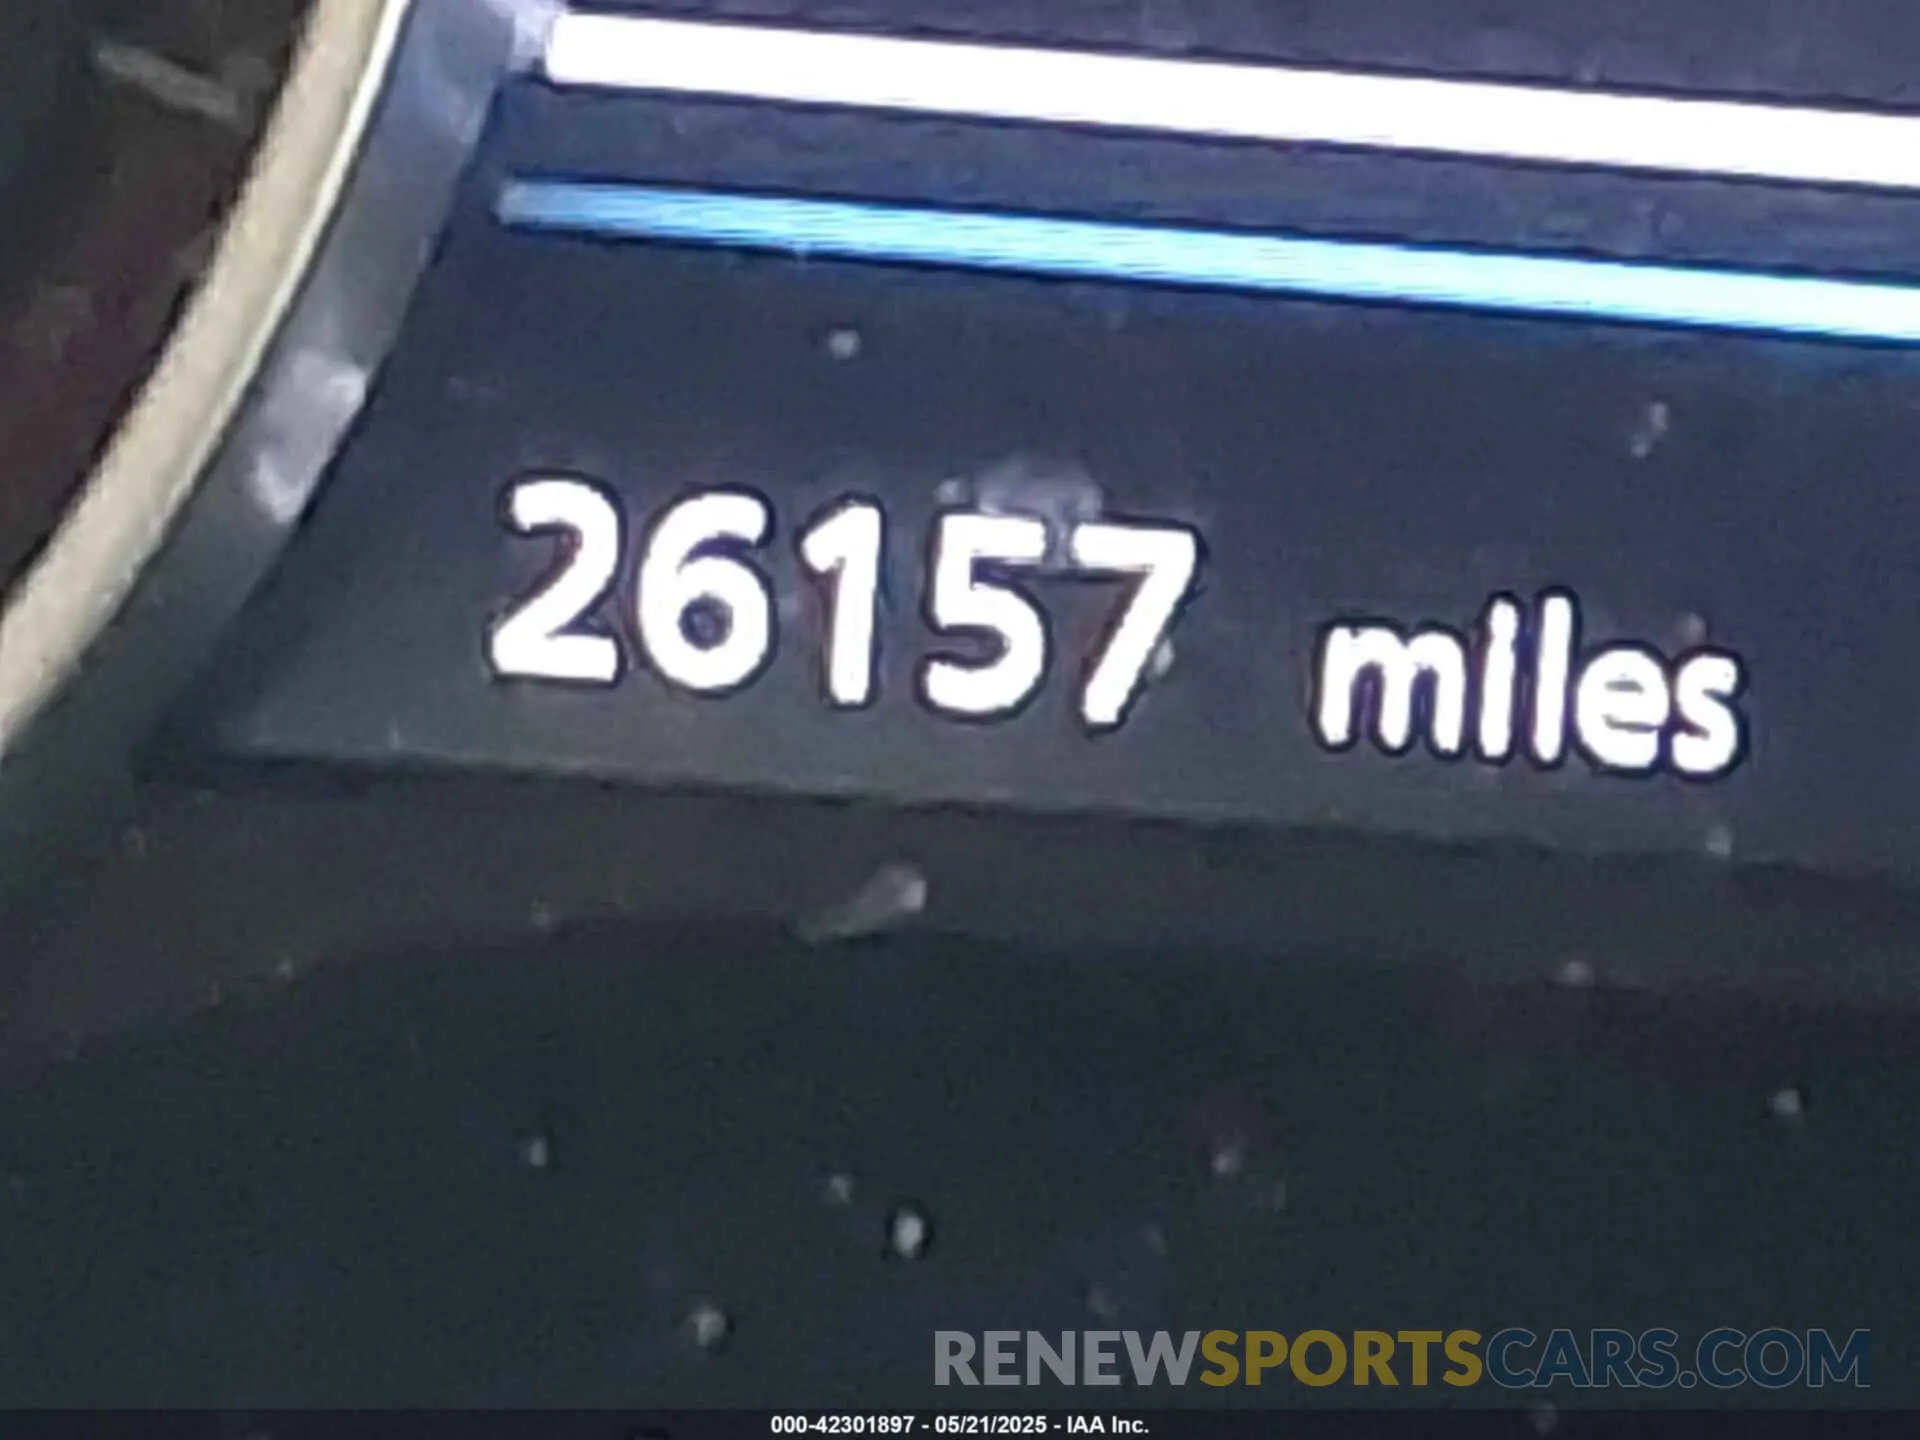 26157 miles
RENEWSPORTSCARS.COM
000-42301897 - 05/21/2025 - IAA Inc.